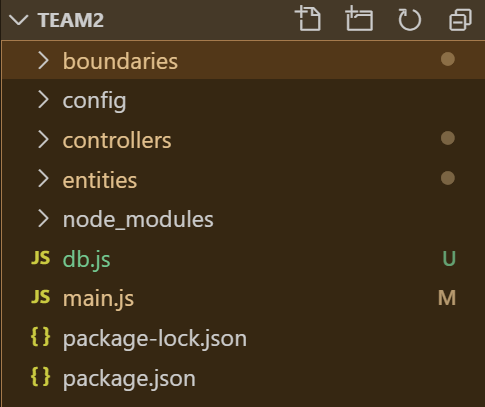 TEAM2
boundaries
config
controllers
entities
node_modules
JS db.js U
JS main.js M
{} package-lock.json
{} package.json